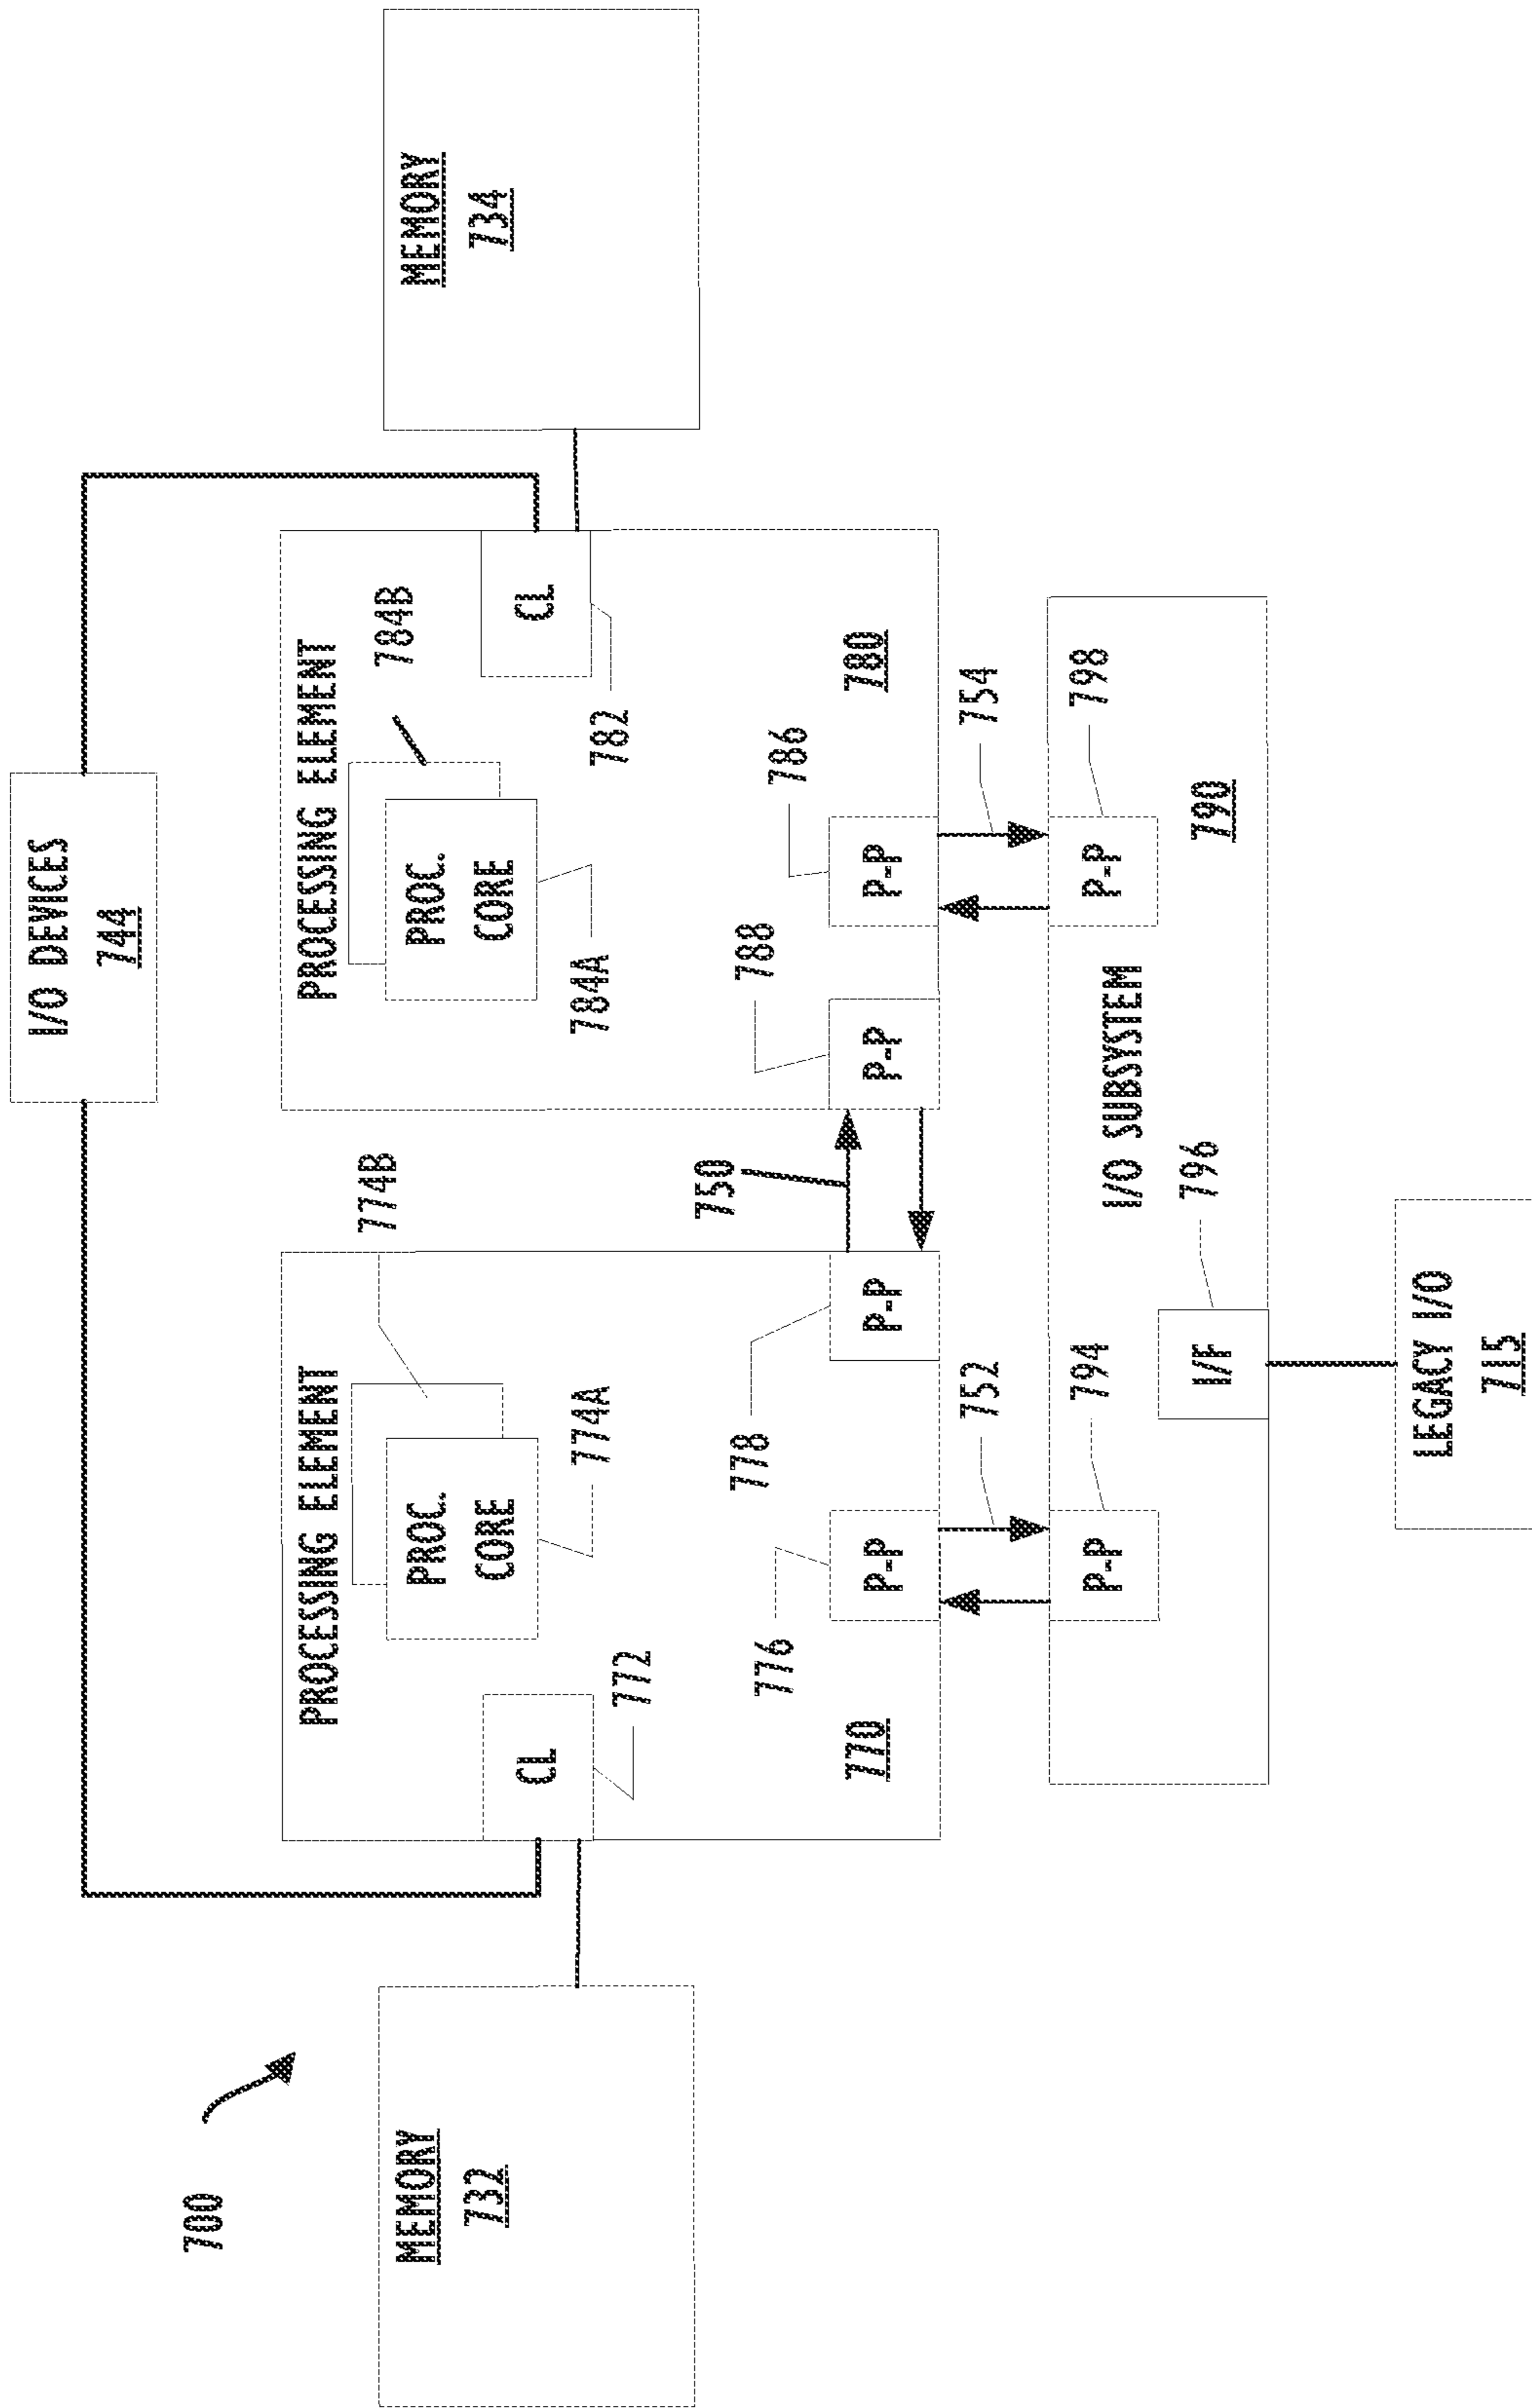 700
I/O DEVICES
744
MEMORY
732
PROCESSING ELEMENT
774B
PROC.
CORE
774A
CL
772
778
776
770
P-P
P-P
750
752
PROCESSING ELEMENT
784B
PROC.
CORE
784A
CL
782
788
786
780
P-P
P-P
754
MEMORY
734
P-P
794
I/O SUBSYSTEM
P-P
798
I/F
796
790
LEGACY I/O
715